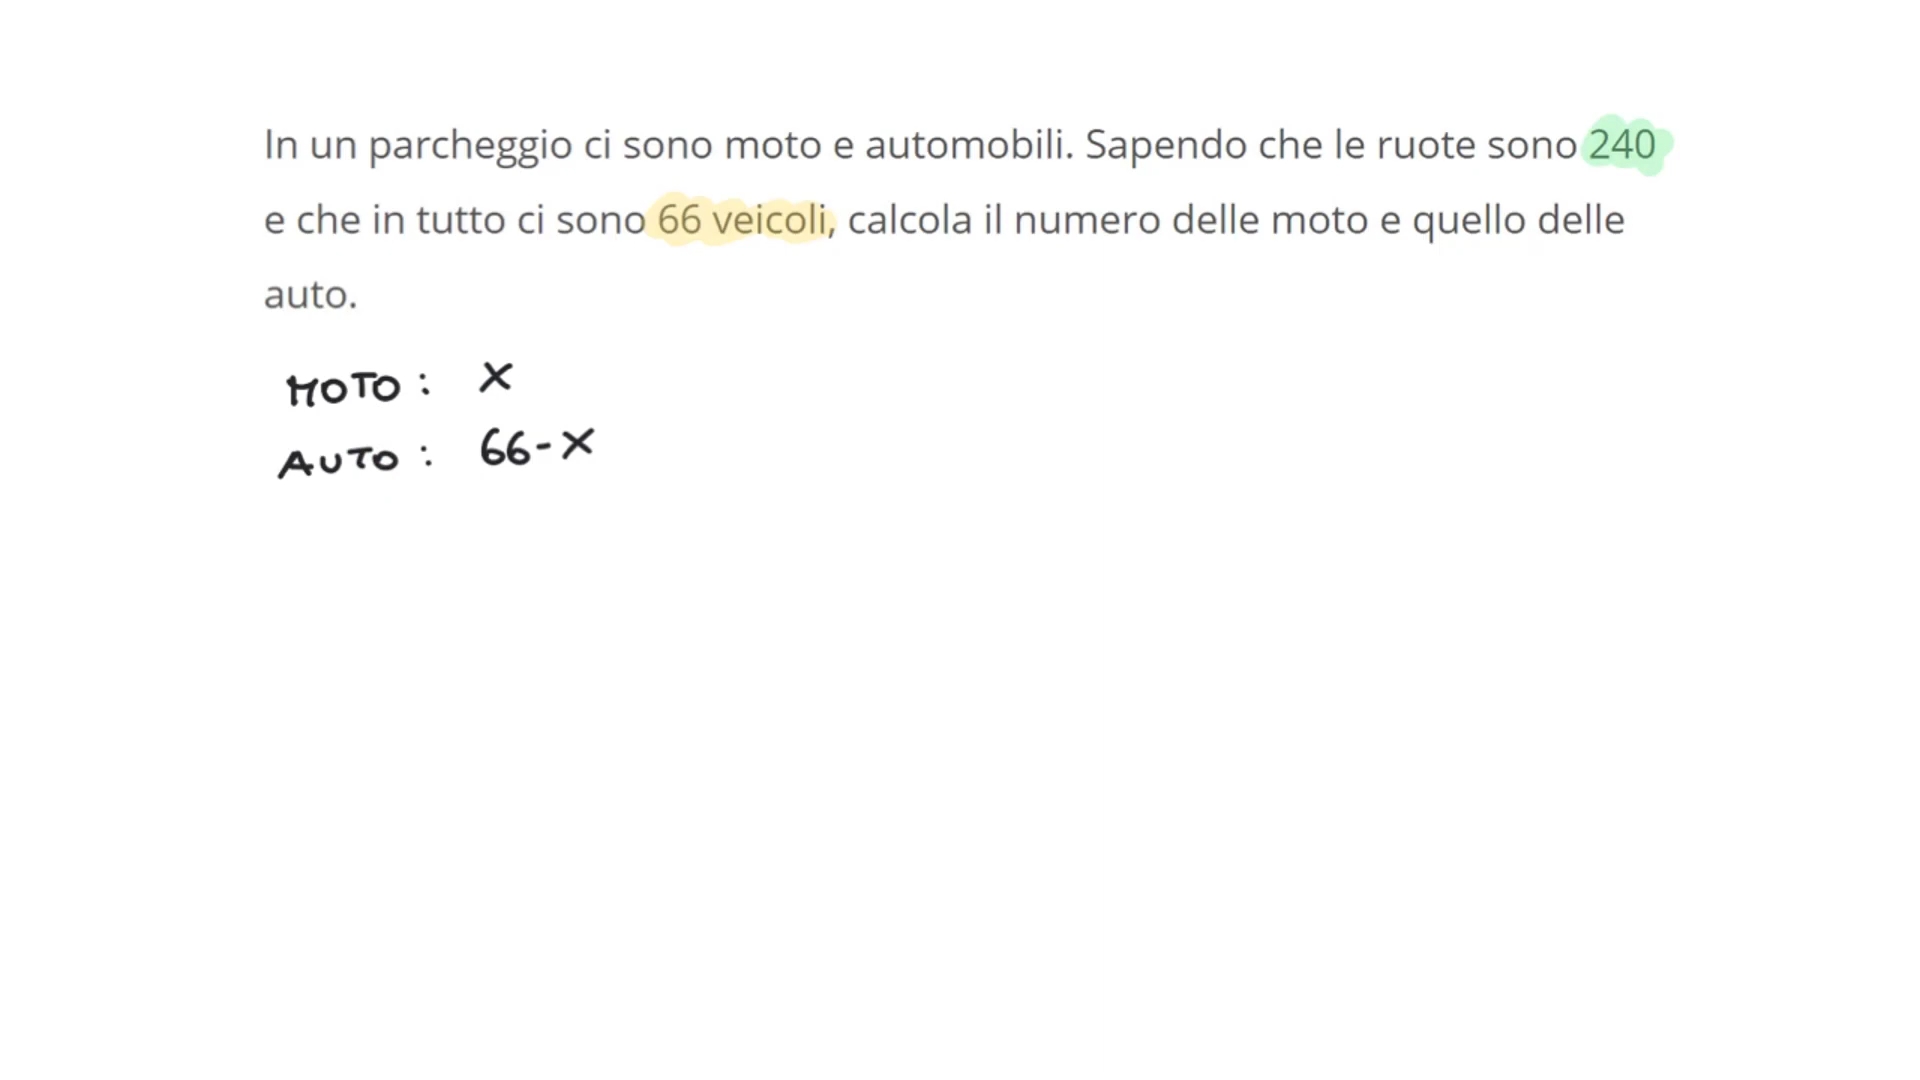 In un parcheggio ci sono moto e automobili. Sapendo che le ruote sono 240
e che in tutto ci sono 66 veicoli, calcola il numero delle moto e quello delle
auto.
MOTO : X
AUTO : 66-X